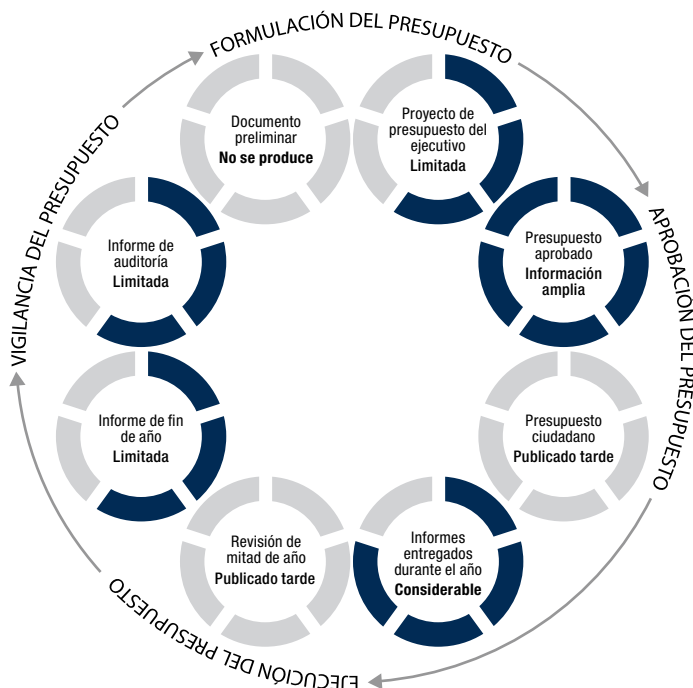 FORMULACIÓN DEL PRESUPUESTO
Documento
preliminar
No se produce
Proyecto de
presupuesto del
ejecutivo
Limitada
APROBACIÓN DEL PRESUPUESTO
Presupuesto
aprobado
Información
amplia
Presupuesto
ciudadano
Publicado tarde
Informes
entregados
durante el año
Considerable
EJECUCIÓN DEL PRESUPUESTO
Revisión de
mitad de año
Publicado tarde
Informe de fin
de año
Limitada
VIGILANCIA DEL PRESUPUESTO
Informe de
auditoría
Limitada